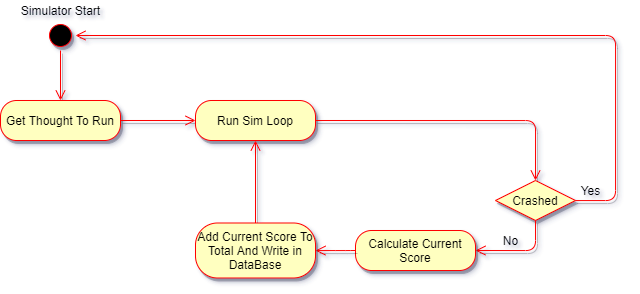 Simulator Start
Get Thought To Run
Run Sim Loop
Crashed
Yes
No
Calculate Current
Score
Add Current Score To
Total And Write in
DataBase